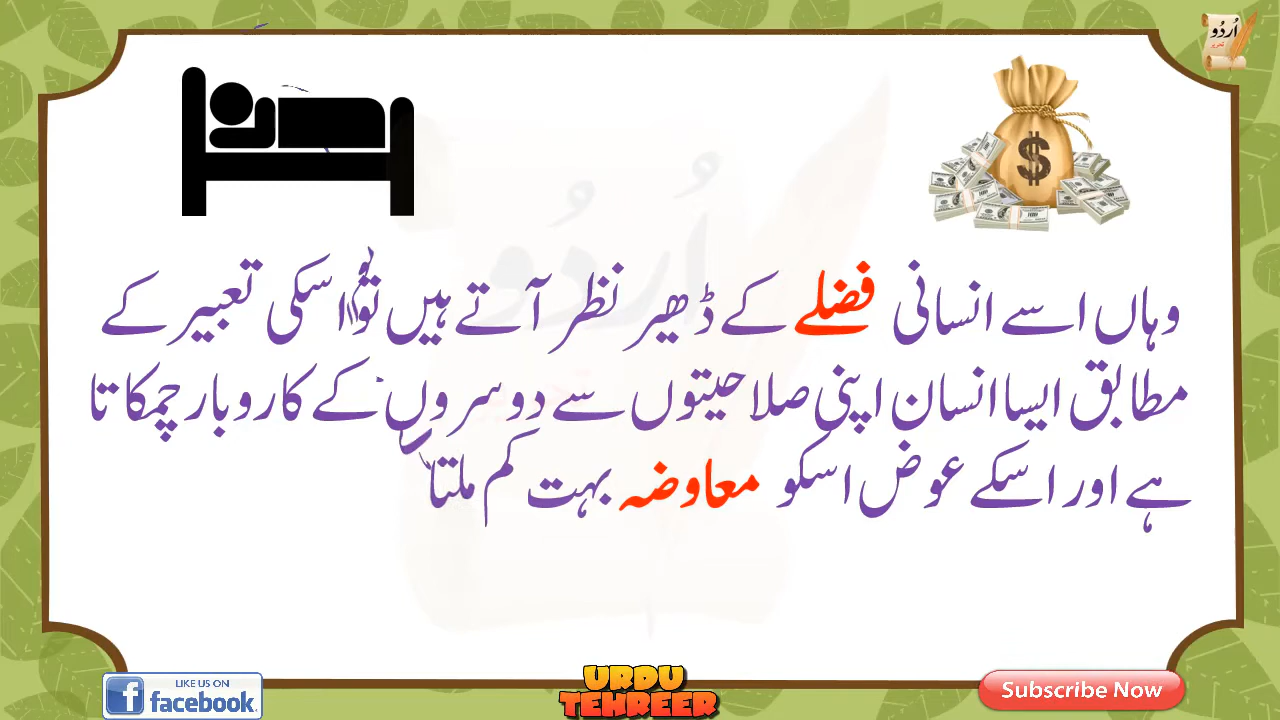 اُردُو
تحریر
$
وہاں اسے انسانی فضلے کے ڈھیر نظر آتے ہیں تو اسکی تعبیر کے
مطابق ایسا انسان اپنی صلاحیتوں سے دوسروں کے کاروبار چمکاتا
ہے اور اسکے عوض اسکو معاوضہ بہت کم ملتا
LIKE US ON
facebook.
URDU
TEHREER
Subscribe Now